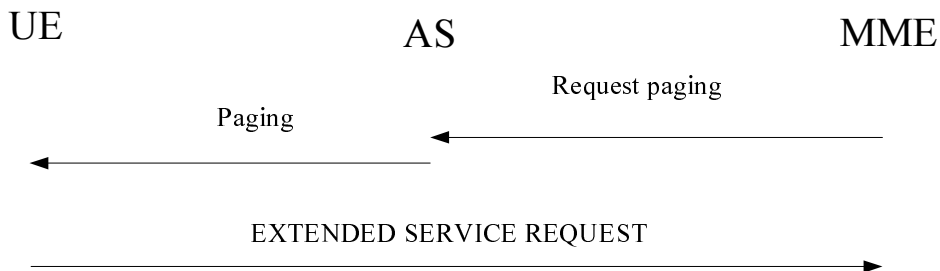 UE
AS
MME
Request paging
Paging
EXTENDED SERVICE REQUEST